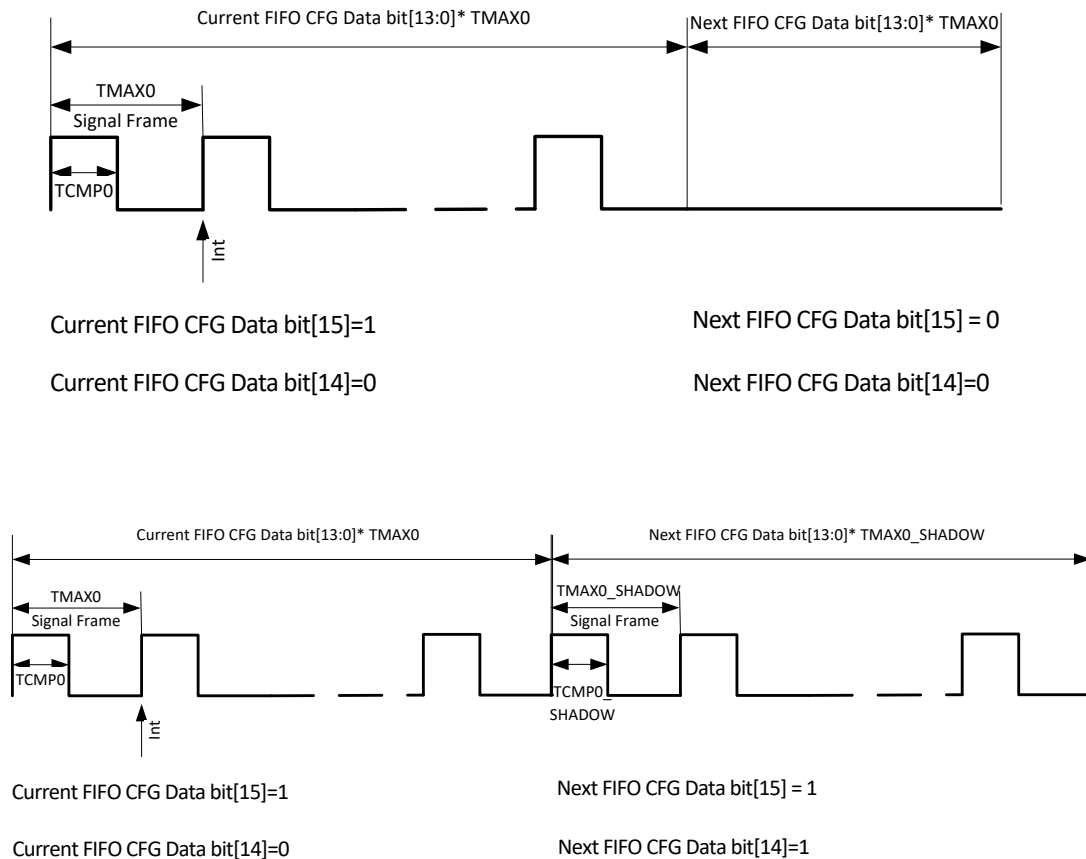 Current FIFO CFG Data bit[13:0]* TMAX0
Next FIFO CFG Data bit[13:0]* TMAX0
TMAX0
Signal Frame
TCMP0
Int
Current FIFO CFG Data bit[15]=1
Next FIFO CFG Data bit[15] = 0
Current FIFO CFG Data bit[14]=0
Next FIFO CFG Data bit[14]=0
Current FIFO CFG Data bit[13:0]* TMAX0
Next FIFO CFG Data bit[13:0]* TMAX0_SHADOW
TMAX0
Signal Frame
TCMP0
Int
TMAX0_SHADOW
Signal Frame
TCMP0_
SHADOW
Current FIFO CFG Data bit[15]=1
Next FIFO CFG Data bit[15] = 1
Current FIFO CFG Data bit[14]=0
Next FIFO CFG Data bit[14]=1